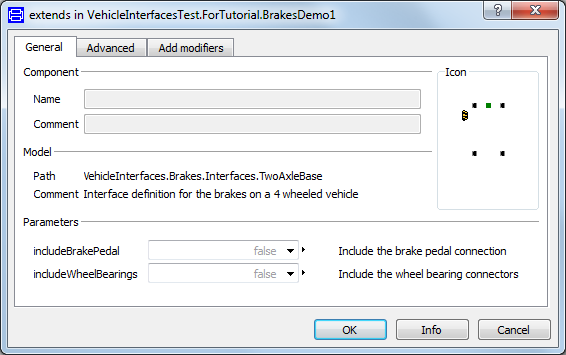 extends in VehicleInterfacesTest.ForTutorial.BrakesDemo1
General Advanced Add modifiers
Component
Icon
Name
Comment
Model
Path VehicleInterfaces.Brakes.Interfaces.TwoAxleBase
Comment Interface definition for the brakes on a 4 wheeled vehicle
Parameters
includeBrakePedal false Include the brake pedal connection
includeWheelBearings false Include the wheel bearing connectors
OK Info Cancel